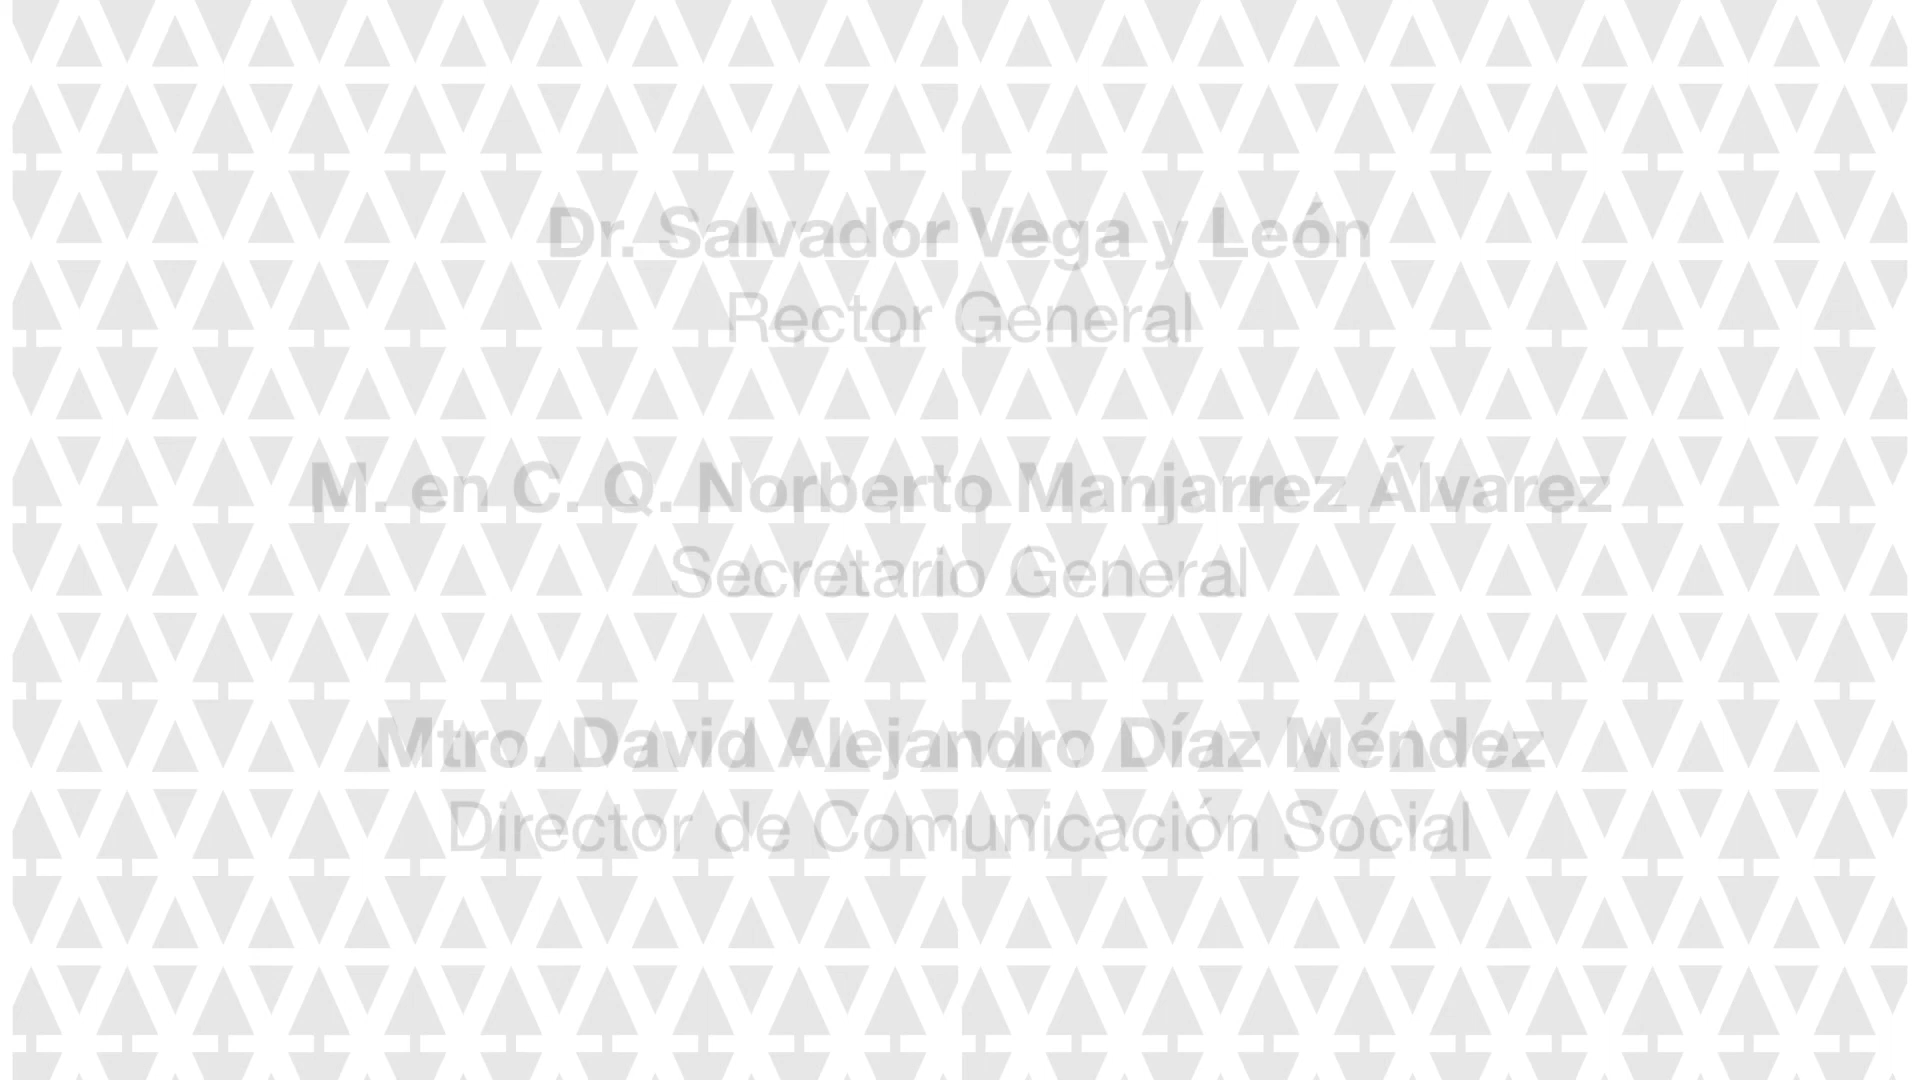 Dr. Salvador Vega y León
Rector General
M. en C. Q. Norberto Manjarrez Álvarez
Secretario General
Mtro. David Alejandro Díaz Méndez
Director de Comunicación Social